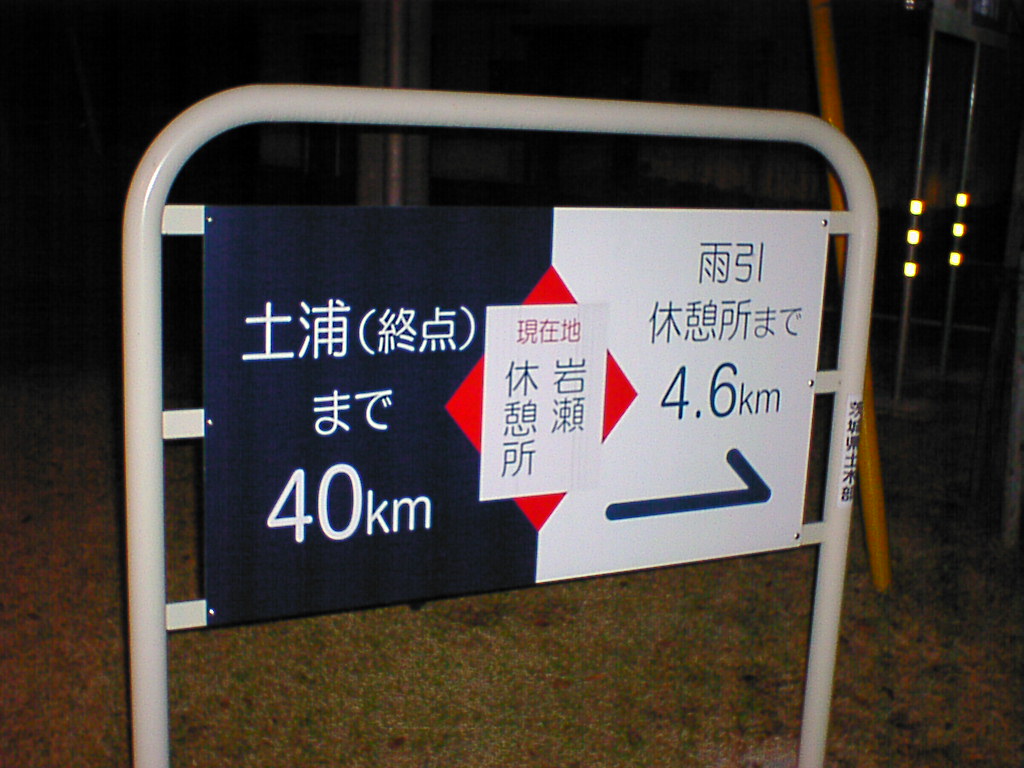 土浦(終点)
まで
40km
現在地
岩瀬
休憩所
雨引
休憩所まで
4.6km
茨城県土木部